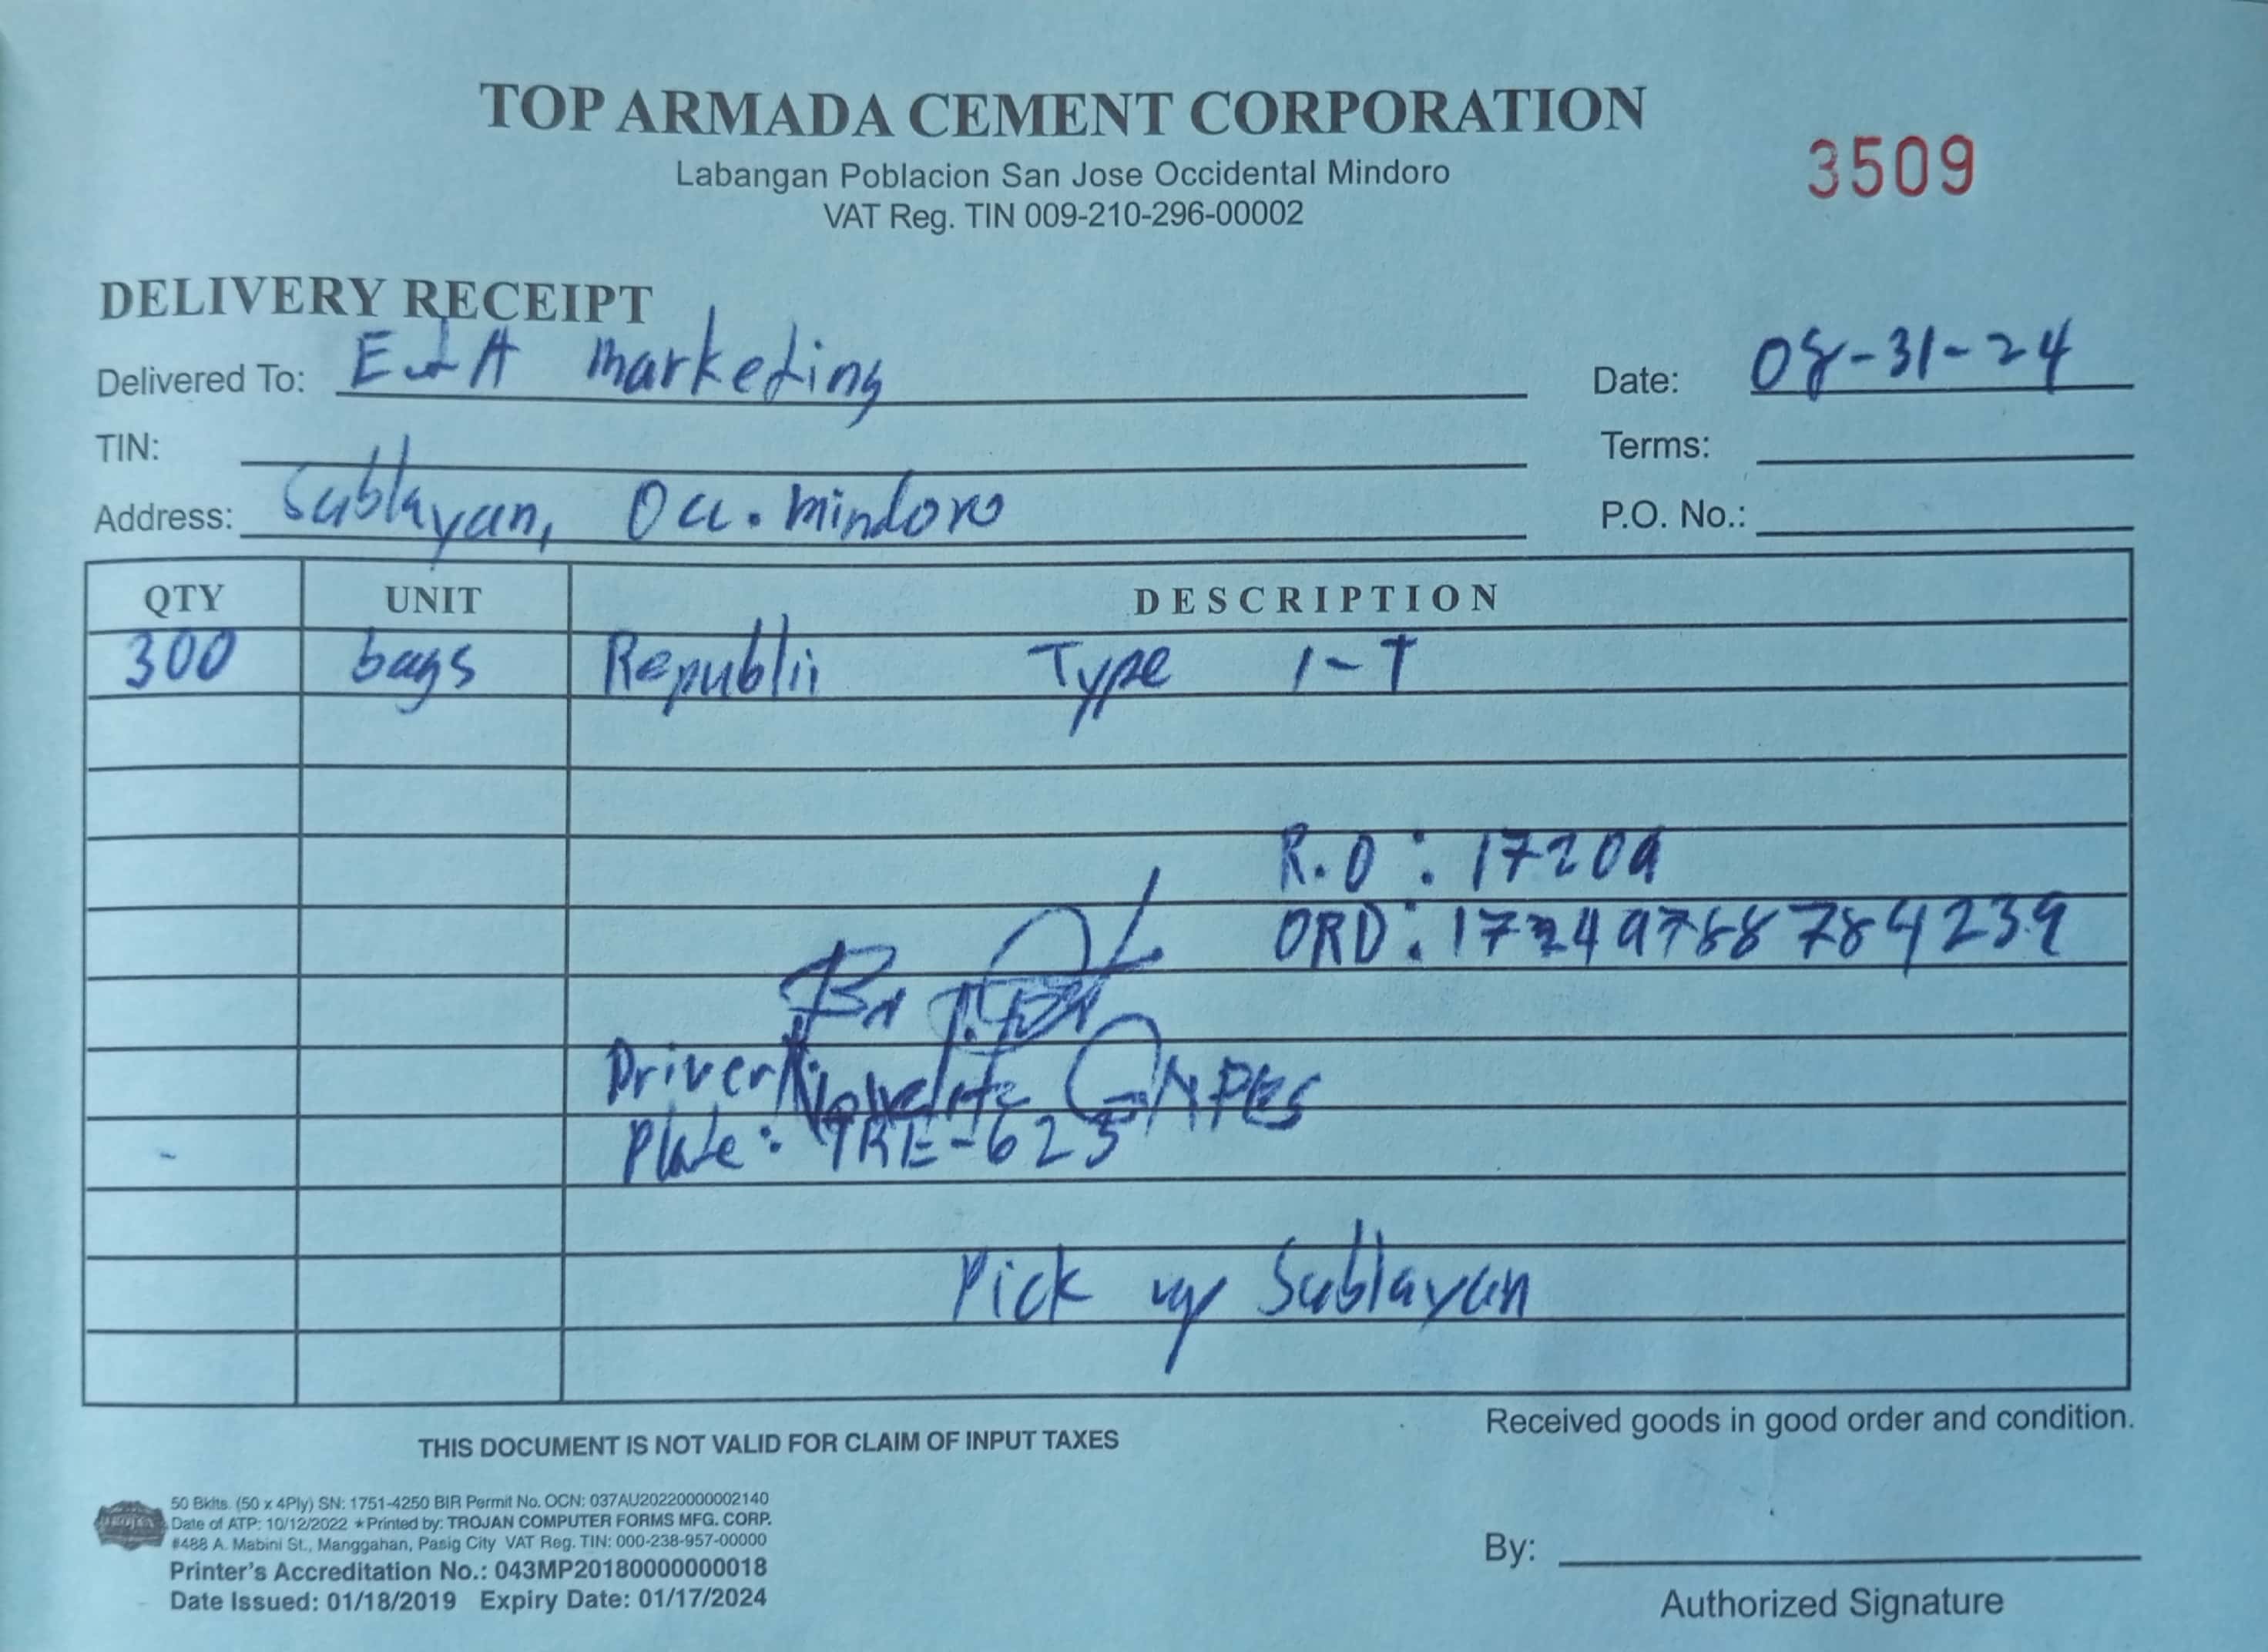 TOP ARMADA CEMENT CORPORATION
Labangan Poblacion San Jose Occidental Mindoro
3509
VAT Reg. TIN 009-210-296-00002
DELIVERY RECEIPT
Delivered To: E&A Marketing Date: 08-31-24
TIN: Terms:
Address: Sablayan, Occ. Mindoro P.O. No.:
QTY UNIT DESCRIPTION
300 bags Republic Type 1-T
R.O : 17209
ORD: 17249788784239
Driver
Plate: TRE-623
Pick up Sablayan
Received goods in good order and condition.
THIS DOCUMENT IS NOT VALID FOR CLAIM OF INPUT TAXES
50 Bklts. (50 x 4Ply) SN: 1751-4250 BIR Permit No. OCN: 037AU20220000002140
Date of ATP: 10/12/2022 ★Printed by: TROJAN COMPUTER FORMS MFG. CORP.
#488 A. Mabini St., Manggahan, Pasig City VAT Reg. TIN: 000-238-957-00000
Printer's Accreditation No.: 043MP20180000000018
Date Issued: 01/18/2019 Expiry Date: 01/17/2024
By:
Authorized Signature